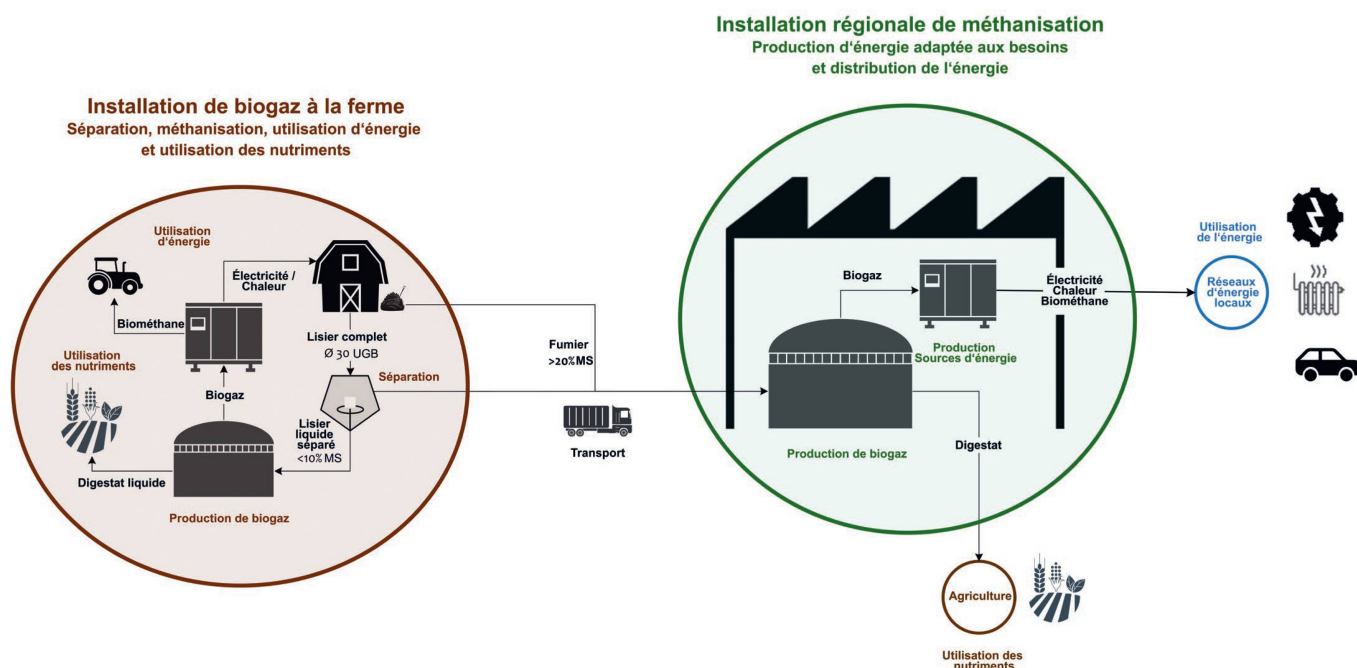 Installation régionale de méthanisation
Production d‘énergie adaptée aux besoins
et distribution de l‘énergie
Installation de biogaz à la ferme
Séparation, méthanisation, utilisation d‘énergie
et utilisation des nutriments
Utilisation
d‘énergie
Électricité /
Chaleur
Biométhane
Lisier complet
Ø 30 UGB
Utilisation
des nutriments
Biogaz
Séparation
Lisier
liquide
séparé
<10% MS
Digestat liquide
Production de biogaz
Fumier
>20% MS
Transport
Biogaz
Électricité
Chaleur
Biométhane
Production
Sources d‘énergie
Production de biogaz
Digestat
Utilisation
de l‘énergie
Réseaux
d‘énergie
locaux
Agriculture
Utilisation des
nutriments